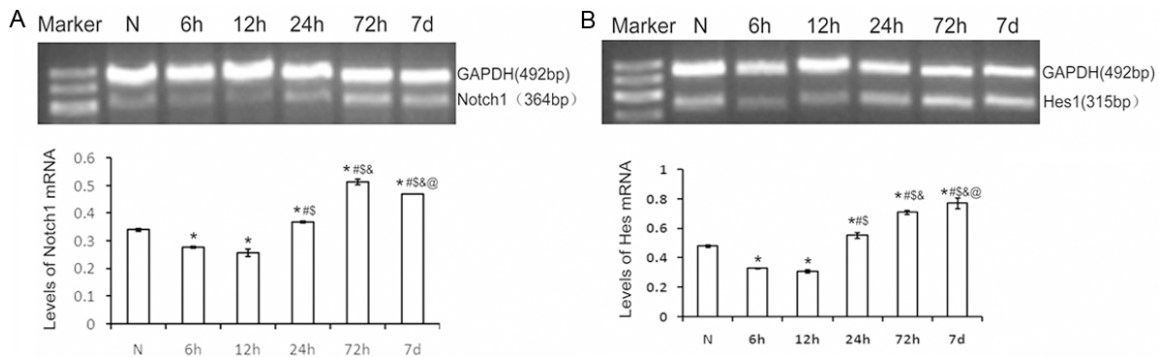 A
Marker N 6h 12h 24h 72h 7d
GAPDH(492bp)
Notch1（364bp)
Levels of Notch1 mRNA
0.6
0.5
0.4
0.3
0.2
0.1
0
*
*
*#$
*#$&
*#$&@
N 6h 12h 24h 72h 7d
B
Marker N 6h 12h 24h 72h 7d
GAPDH(492bp)
Hes1(315bp）
Levels of Hes mRNA
1
0.8
0.6
0.4
0.2
0
*
*
*#$
*#$&
*#$&@
N 6h 12h 24h 72h 7d